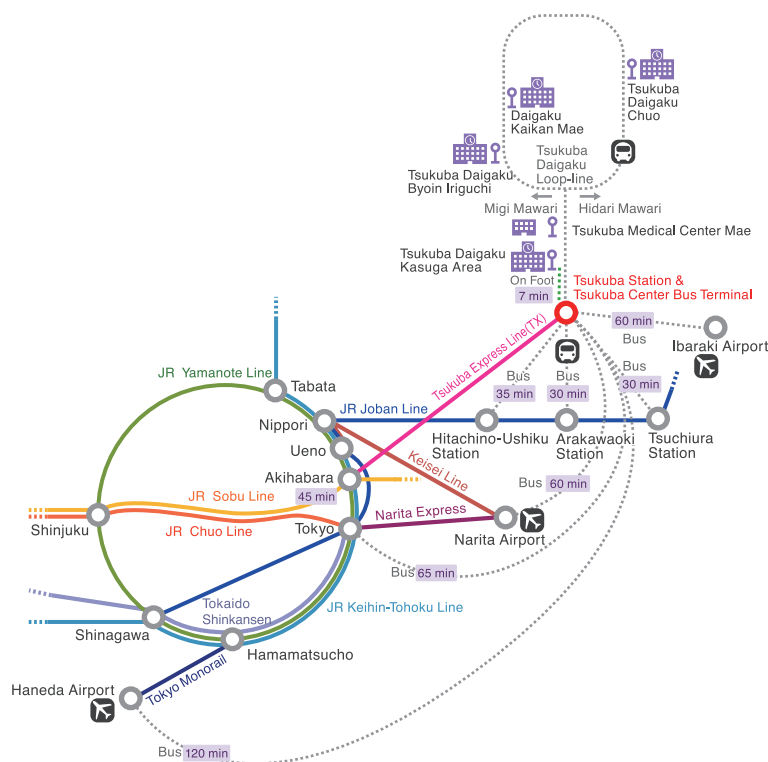 Tsukuba
Daigaku
Chuo
Daigaku
Kaikan Mae
Tsukuba
Daigaku
Loop-line
Tsukuba Daigaku
Byoin Iriguchi
Migi Mawari
Hidari Mawari
Tsukuba Medical Center Mae
Tsukuba Daigaku
Kasuga Area
On Foot
7 min
Tsukuba Station &
Tsukuba Center Bus Terminal
60 min
Bus
Ibaraki Airport
Tsukuba Express Line(TX)
Bus
35 min
Bus
30 min
Bus
30 min
JR Yamanote Line
Tabata
Nippori
JR Joban Line
Hitachino-Ushiku
Station
Arakawaoki
Station
Tsuchiura
Station
Ueno
Keisei Line
Akihabara
45 min
JR Sobu Line
Bus 60 min
Shinjuku
JR Chuo Line
Tokyo
Narita Express
Narita Airport
Bus 65 min
Tokaido
Shinkansen
JR Keihin-Tohoku Line
Shinagawa
Hamamatsucho
Tokyo Monorail
Haneda Airport
Bus 120 min